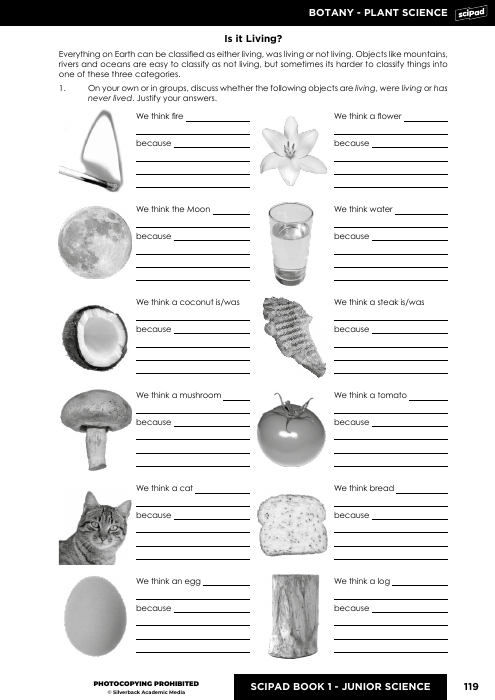 BOTANY - PLANT SCIENCE
scipad
Is it Living?
Everything on Earth can be classified as either living, was living or not living. Objects like mountains,
rivers and oceans are easy to classify as not living, but sometimes its harder to classify things into
one of these three categories.
1. On your own or in groups, discuss whether the following objects are living, were living or has
never lived. Justify your answers.
We think fire
because
We think a flower
because
We think the Moon
because
We think water
because
We think a coconut is/was
because
We think a steak is/was
because
We think a mushroom
because
We think a tomato
because
We think a cat
because
We think bread
because
We think an egg
because
We think a log
because
PHOTOCOPYING PROHIBITED
© Silverback Academic Media
SCIPAD BOOK 1 - JUNIOR SCIENCE
119